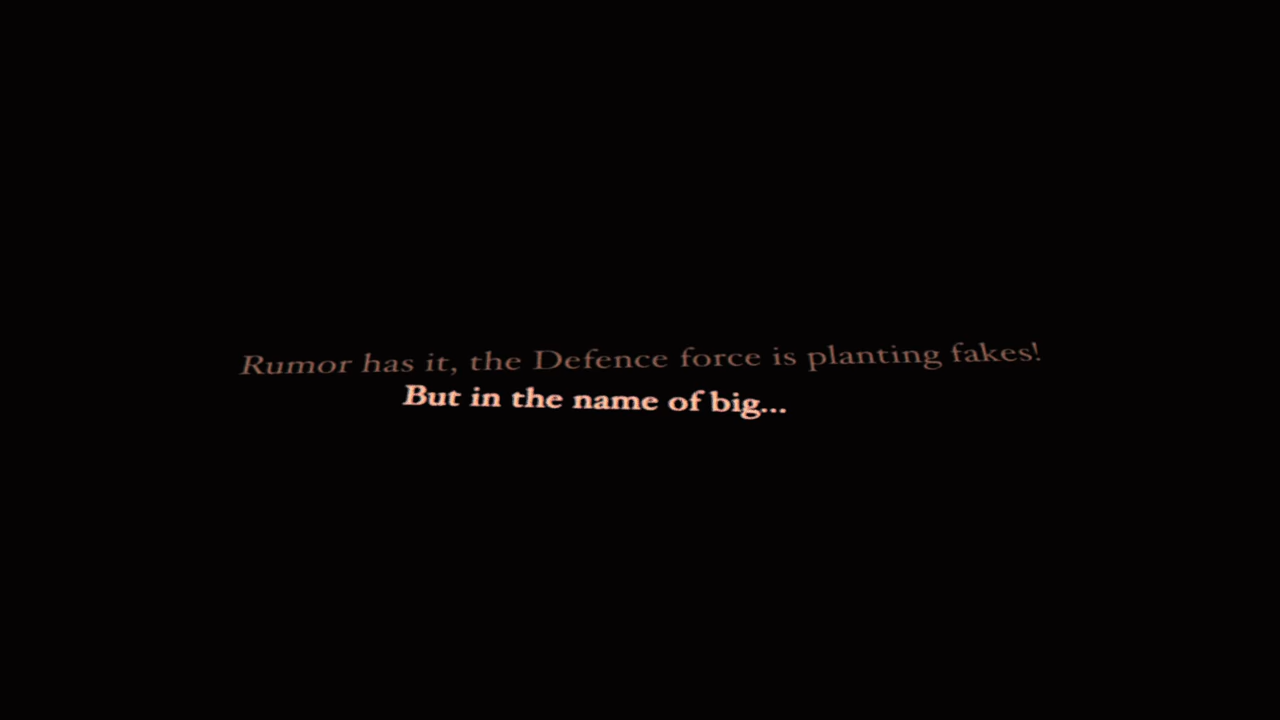 Rumor has it, the Defence force is planting fakes!
But in the name of big...